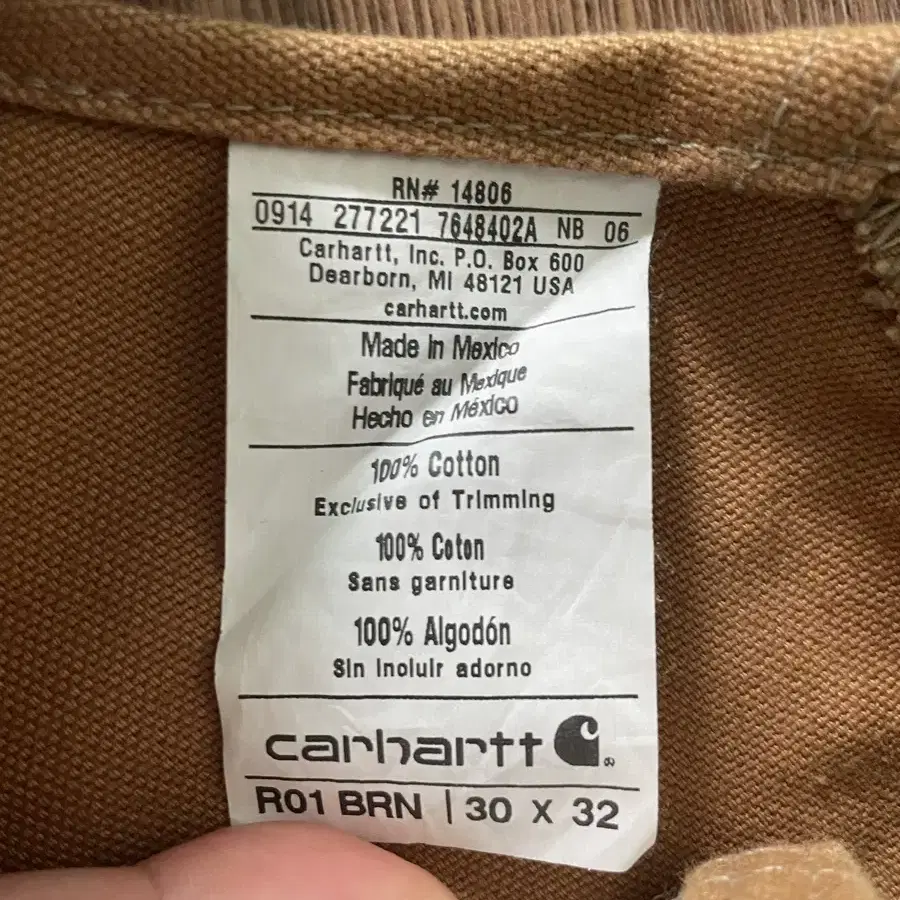 RN# 14806
0914 277221 7648402A NB 06
Carhartt, Inc. P.O. Box 600
Dearborn, MI 48121 USA
carhartt.com
Made in Mexico
Fabriqué au Mexique
Hecho en México
100% Cotton
Exclusive of Trimming
100% Coton
Sans garniture
100% Algodón
Sin incluir adorno
carhartt ®
R01 BRN | 30 X 32